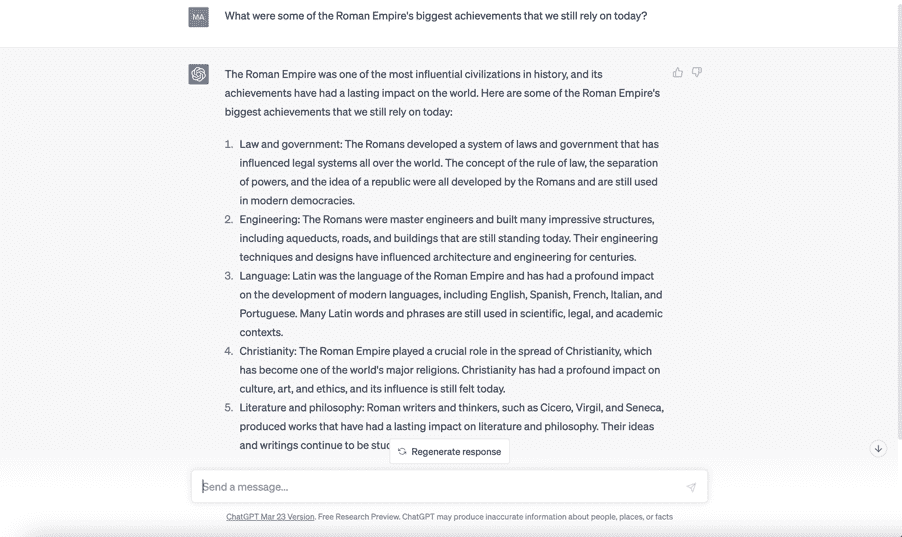 MA
What were some of the Roman Empire's biggest achievements that we still rely on today?
The Roman Empire was one of the most influential civilizations in history, and its
achievements have had a lasting impact on the world. Here are some of the Roman Empire's
biggest achievements that we still rely on today:
1. Law and government: The Romans developed a system of laws and government that has
influenced legal systems all over the world. The concept of the rule of law, the separation
of powers, and the idea of a republic were all developed by the Romans and are still used
in modern democracies.
2. Engineering: The Romans were master engineers and built many impressive structures,
including aqueducts, roads, and buildings that are still standing today. Their engineering
techniques and designs have influenced architecture and engineering for centuries.
3. Language: Latin was the language of the Roman Empire and has had a profound impact
on the development of modern languages, including English, Spanish, French, Italian, and
Portuguese. Many Latin words and phrases are still used in scientific, legal, and academic
contexts.
4. Christianity: The Roman Empire played a crucial role in the spread of Christianity, which
has become one of the world's major religions. Christianity has had a profound impact on
culture, art, and ethics, and its influence is still felt today.
5. Literature and philosophy: Roman writers and thinkers, such as Cicero, Virgil, and Seneca,
produced works that have had a lasting impact on literature and philosophy. Their ideas
and writings continue to be
Regenerate response
Send a message...
ChatGPT Mar 23 Version. Free Research Preview. ChatGPT may produce inaccurate information about people, places, or facts